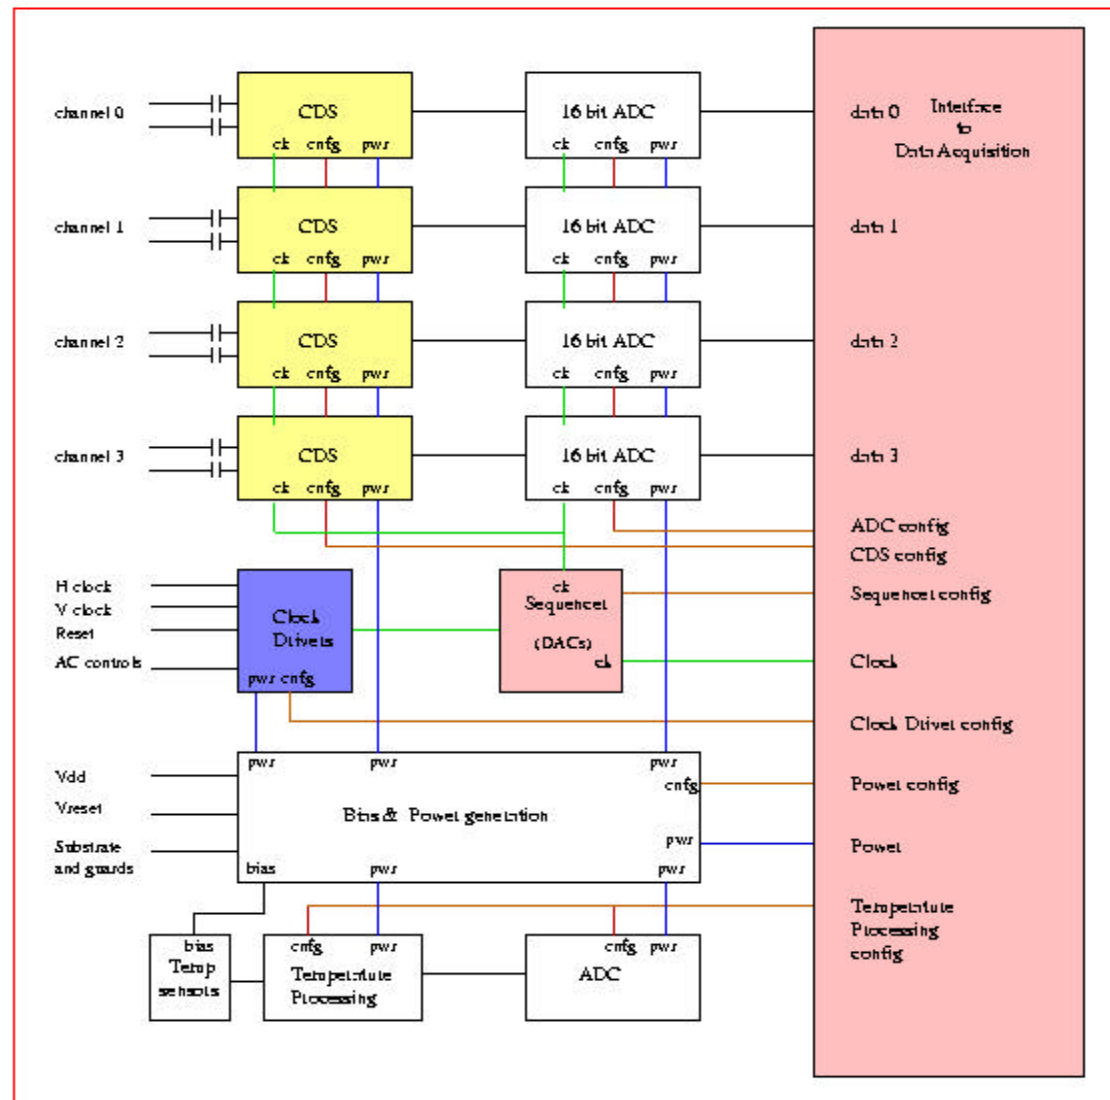 channel 0
CDS
ck cnfg pwr
16 bit ADC
ck cnfg pwr
data 0
Interface
to
Data Acquisition
channel 1
CDS
ck cnfg pwr
16 bit ADC
ck cnfg pwr
data 1
channel 2
CDS
ck cnfg pwr
16 bit ADC
ck cnfg pwr
data 2
channel 3
CDS
ck cnfg pwr
16 bit ADC
ck cnfg pwr
data 3
ADC config
CDS config
H clock
V clock
Reset
AC controls
Clock
Drivers
pwr cnfg
ck
Sequencer
(DACs)
ck
Sequencer config
Clock
Clock Driver config
Vdd
Vreset
Substrate
and guards
pwr pwr pwr
cnfg
Bias & Power generation
pwr
bias pwr pwr
Power config
Power
bias
Temp
sensors
cnfg pwr
Temperature
Processing
cnfg pwr
ADC
Temperature
Processing
config